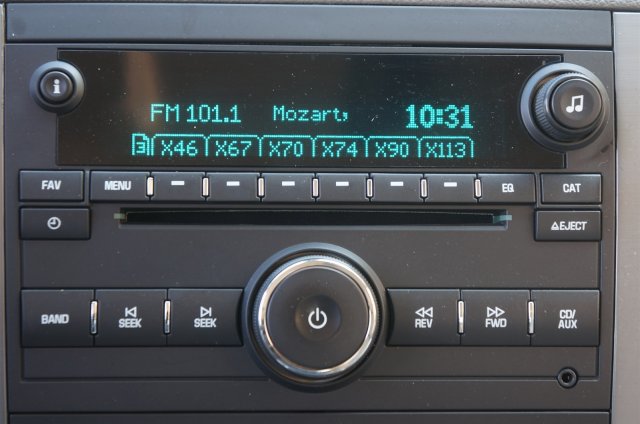 i
FM 101.1 Mozart, 10:31
3 X46 X67 X70 X74 X90 X113
FAV MENU EQ CAT
EJECT
BAND SEEK SEEK REV FWD CD/
AUX